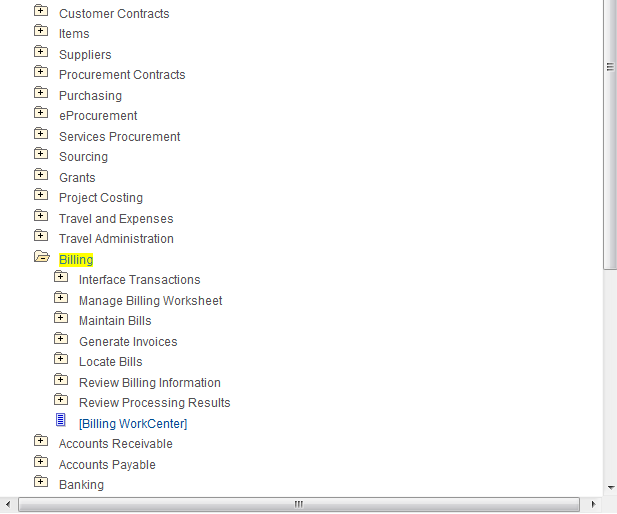 Customer Contracts
Items
Suppliers
Procurement Contracts
Purchasing
eProcurement
Services Procurement
Sourcing
Grants
Project Costing
Travel and Expenses
Travel Administration
Billing
Interface Transactions
Manage Billing Worksheet
Maintain Bills
Generate Invoices
Locate Bills
Review Billing Information
Review Processing Results
[Billing WorkCenter]
Accounts Receivable
Accounts Payable
Banking